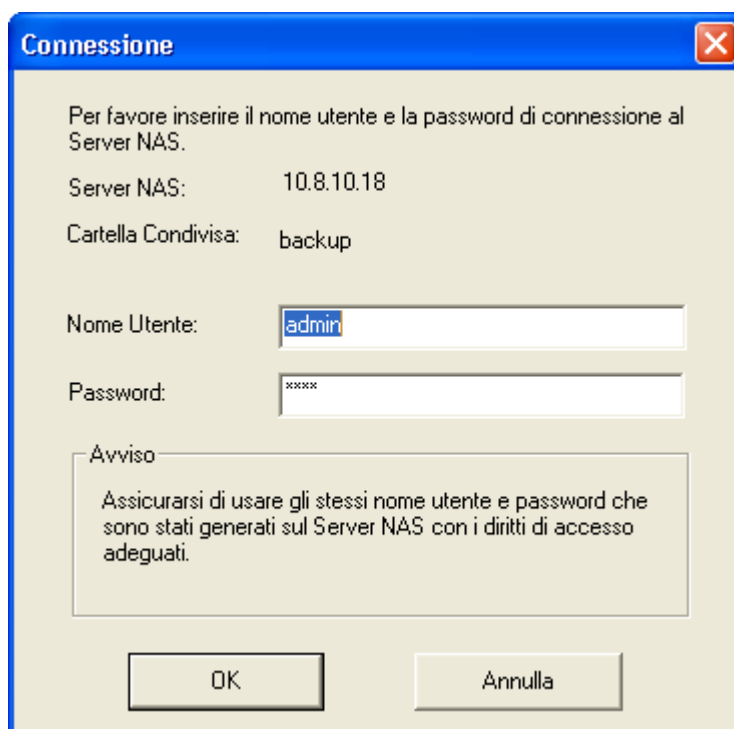 Connessione
Per favore inserire il nome utente e la password di connessione al
Server NAS.
Server NAS: 10.8.10.18
Cartella Condivisa: backup
Nome Utente: admin
Password: ****
Avviso
Assicurarsi di usare gli stessi nome utente e password che
sono stati generati sul Server NAS con i diritti di accesso
adeguati.
OK Annulla